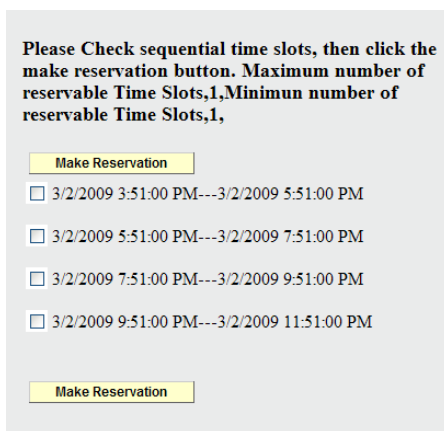 Please Check sequential time slots, then click the
make reservation button. Maximum number of
reservable Time Slots,1,Minimun number of
reservable Time Slots,1,
Make Reservation
3/2/2009 3:51:00 PM---3/2/2009 5:51:00 PM
3/2/2009 5:51:00 PM---3/2/2009 7:51:00 PM
3/2/2009 7:51:00 PM---3/2/2009 9:51:00 PM
3/2/2009 9:51:00 PM---3/2/2009 11:51:00 PM
Make Reservation